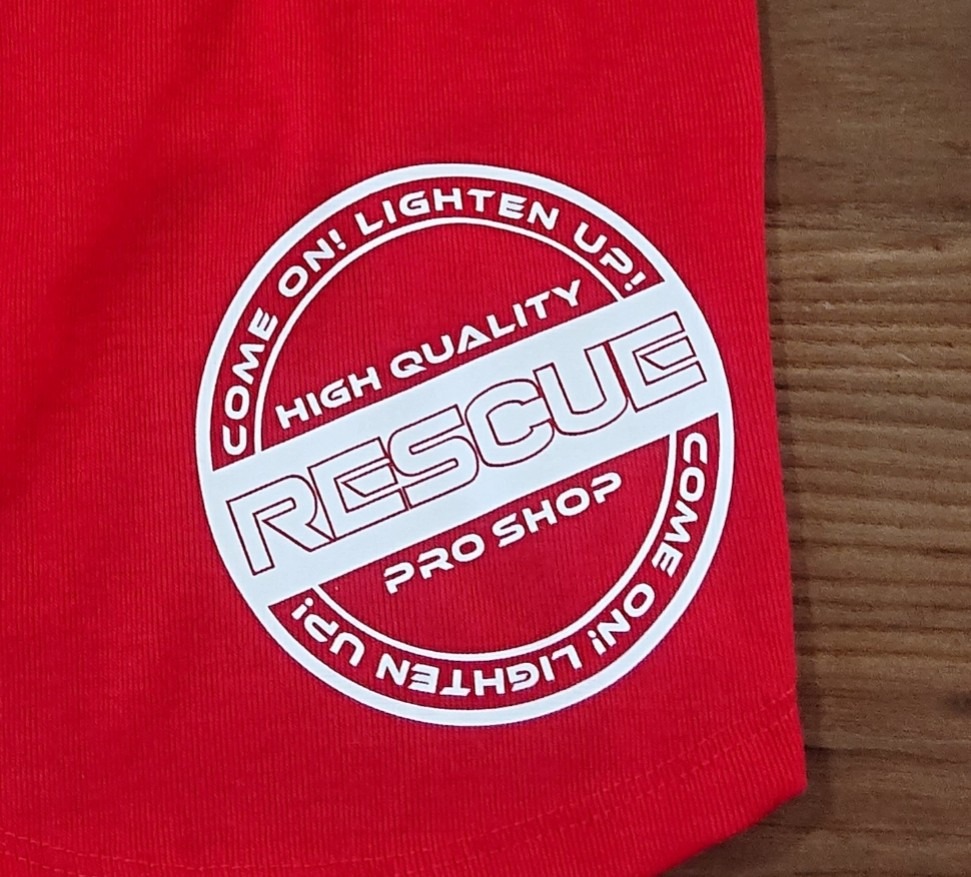 COME ON! LIGHTEN UP!
HIGH QUALITY
RESCUE
PRO SHOP
COME ON! LIGHTEN UP!